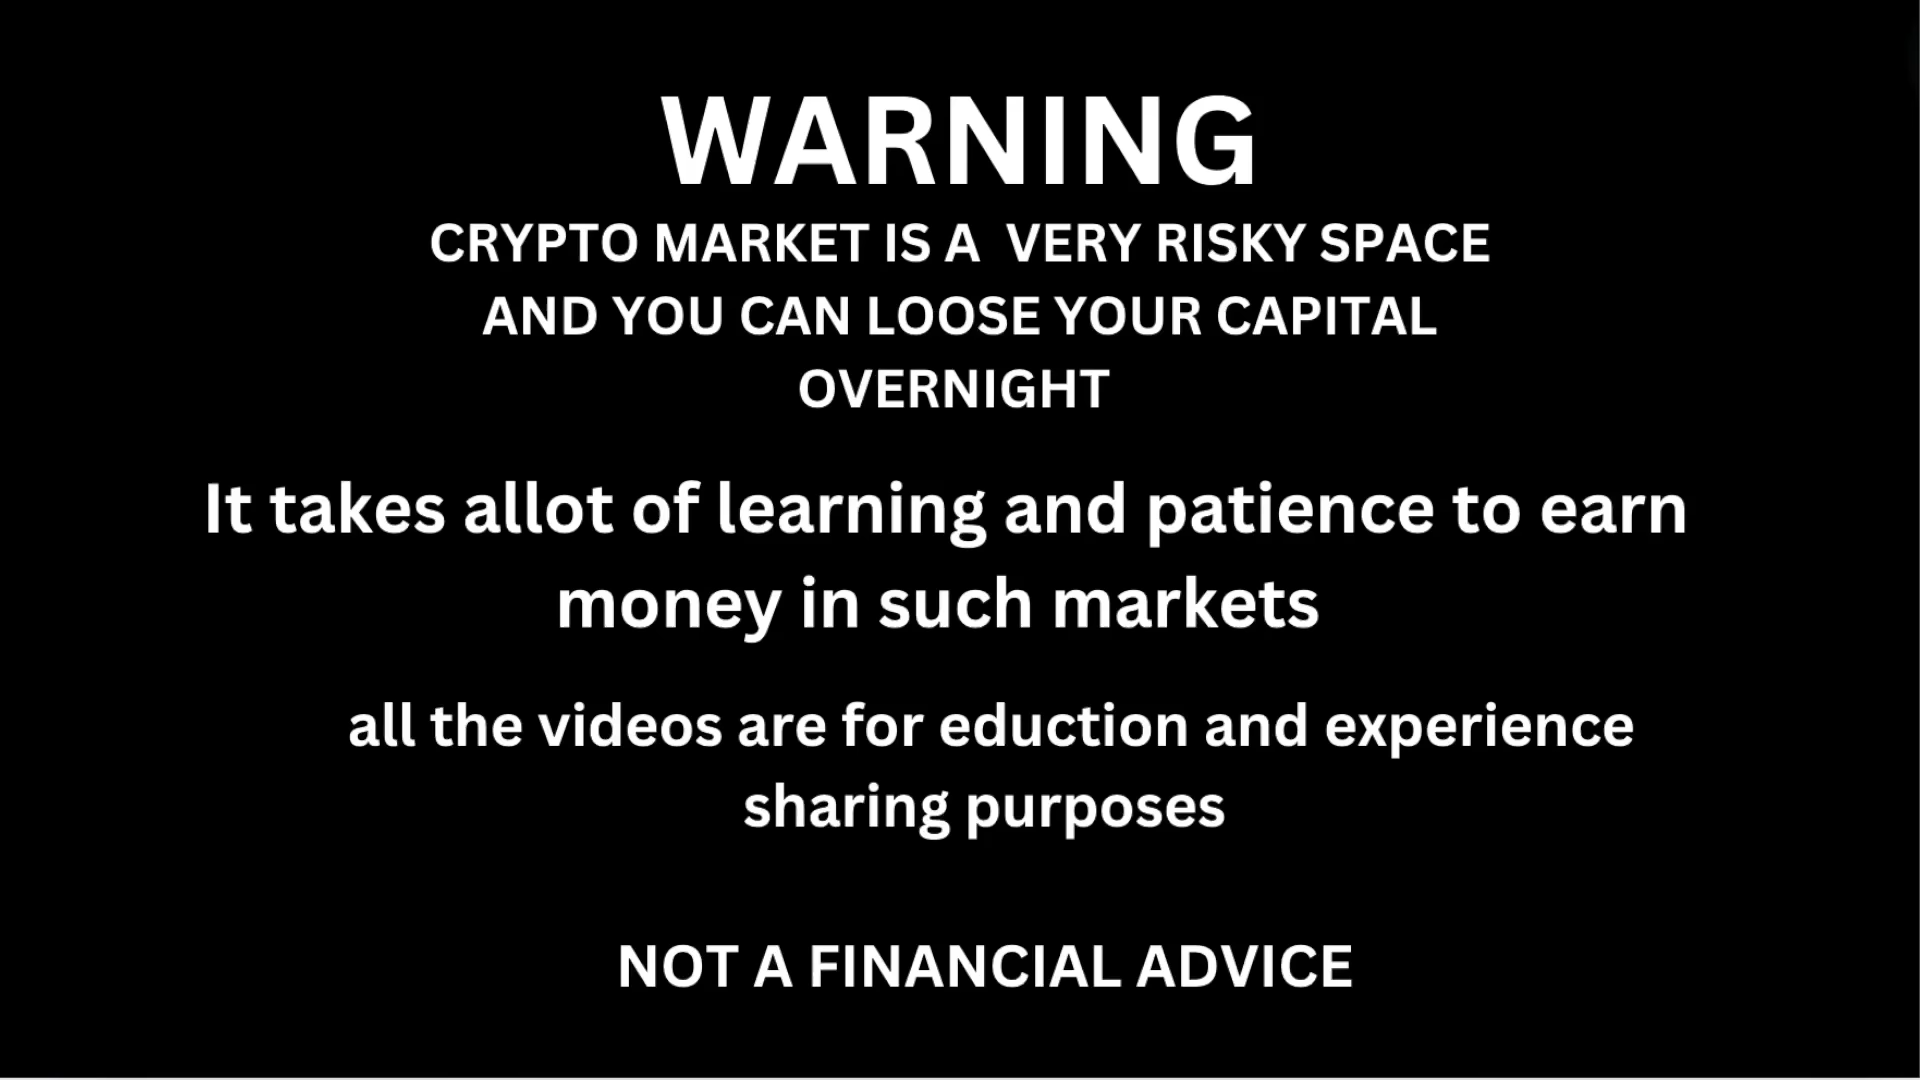 WARNING
CRYPTO MARKET IS A  VERY RISKY SPACE
AND YOU CAN LOOSE YOUR CAPITAL
OVERNIGHT
It takes allot of learning and patience to earn
money in such markets
all the videos are for eduction and experience
sharing purposes
NOT A FINANCIAL ADVICE